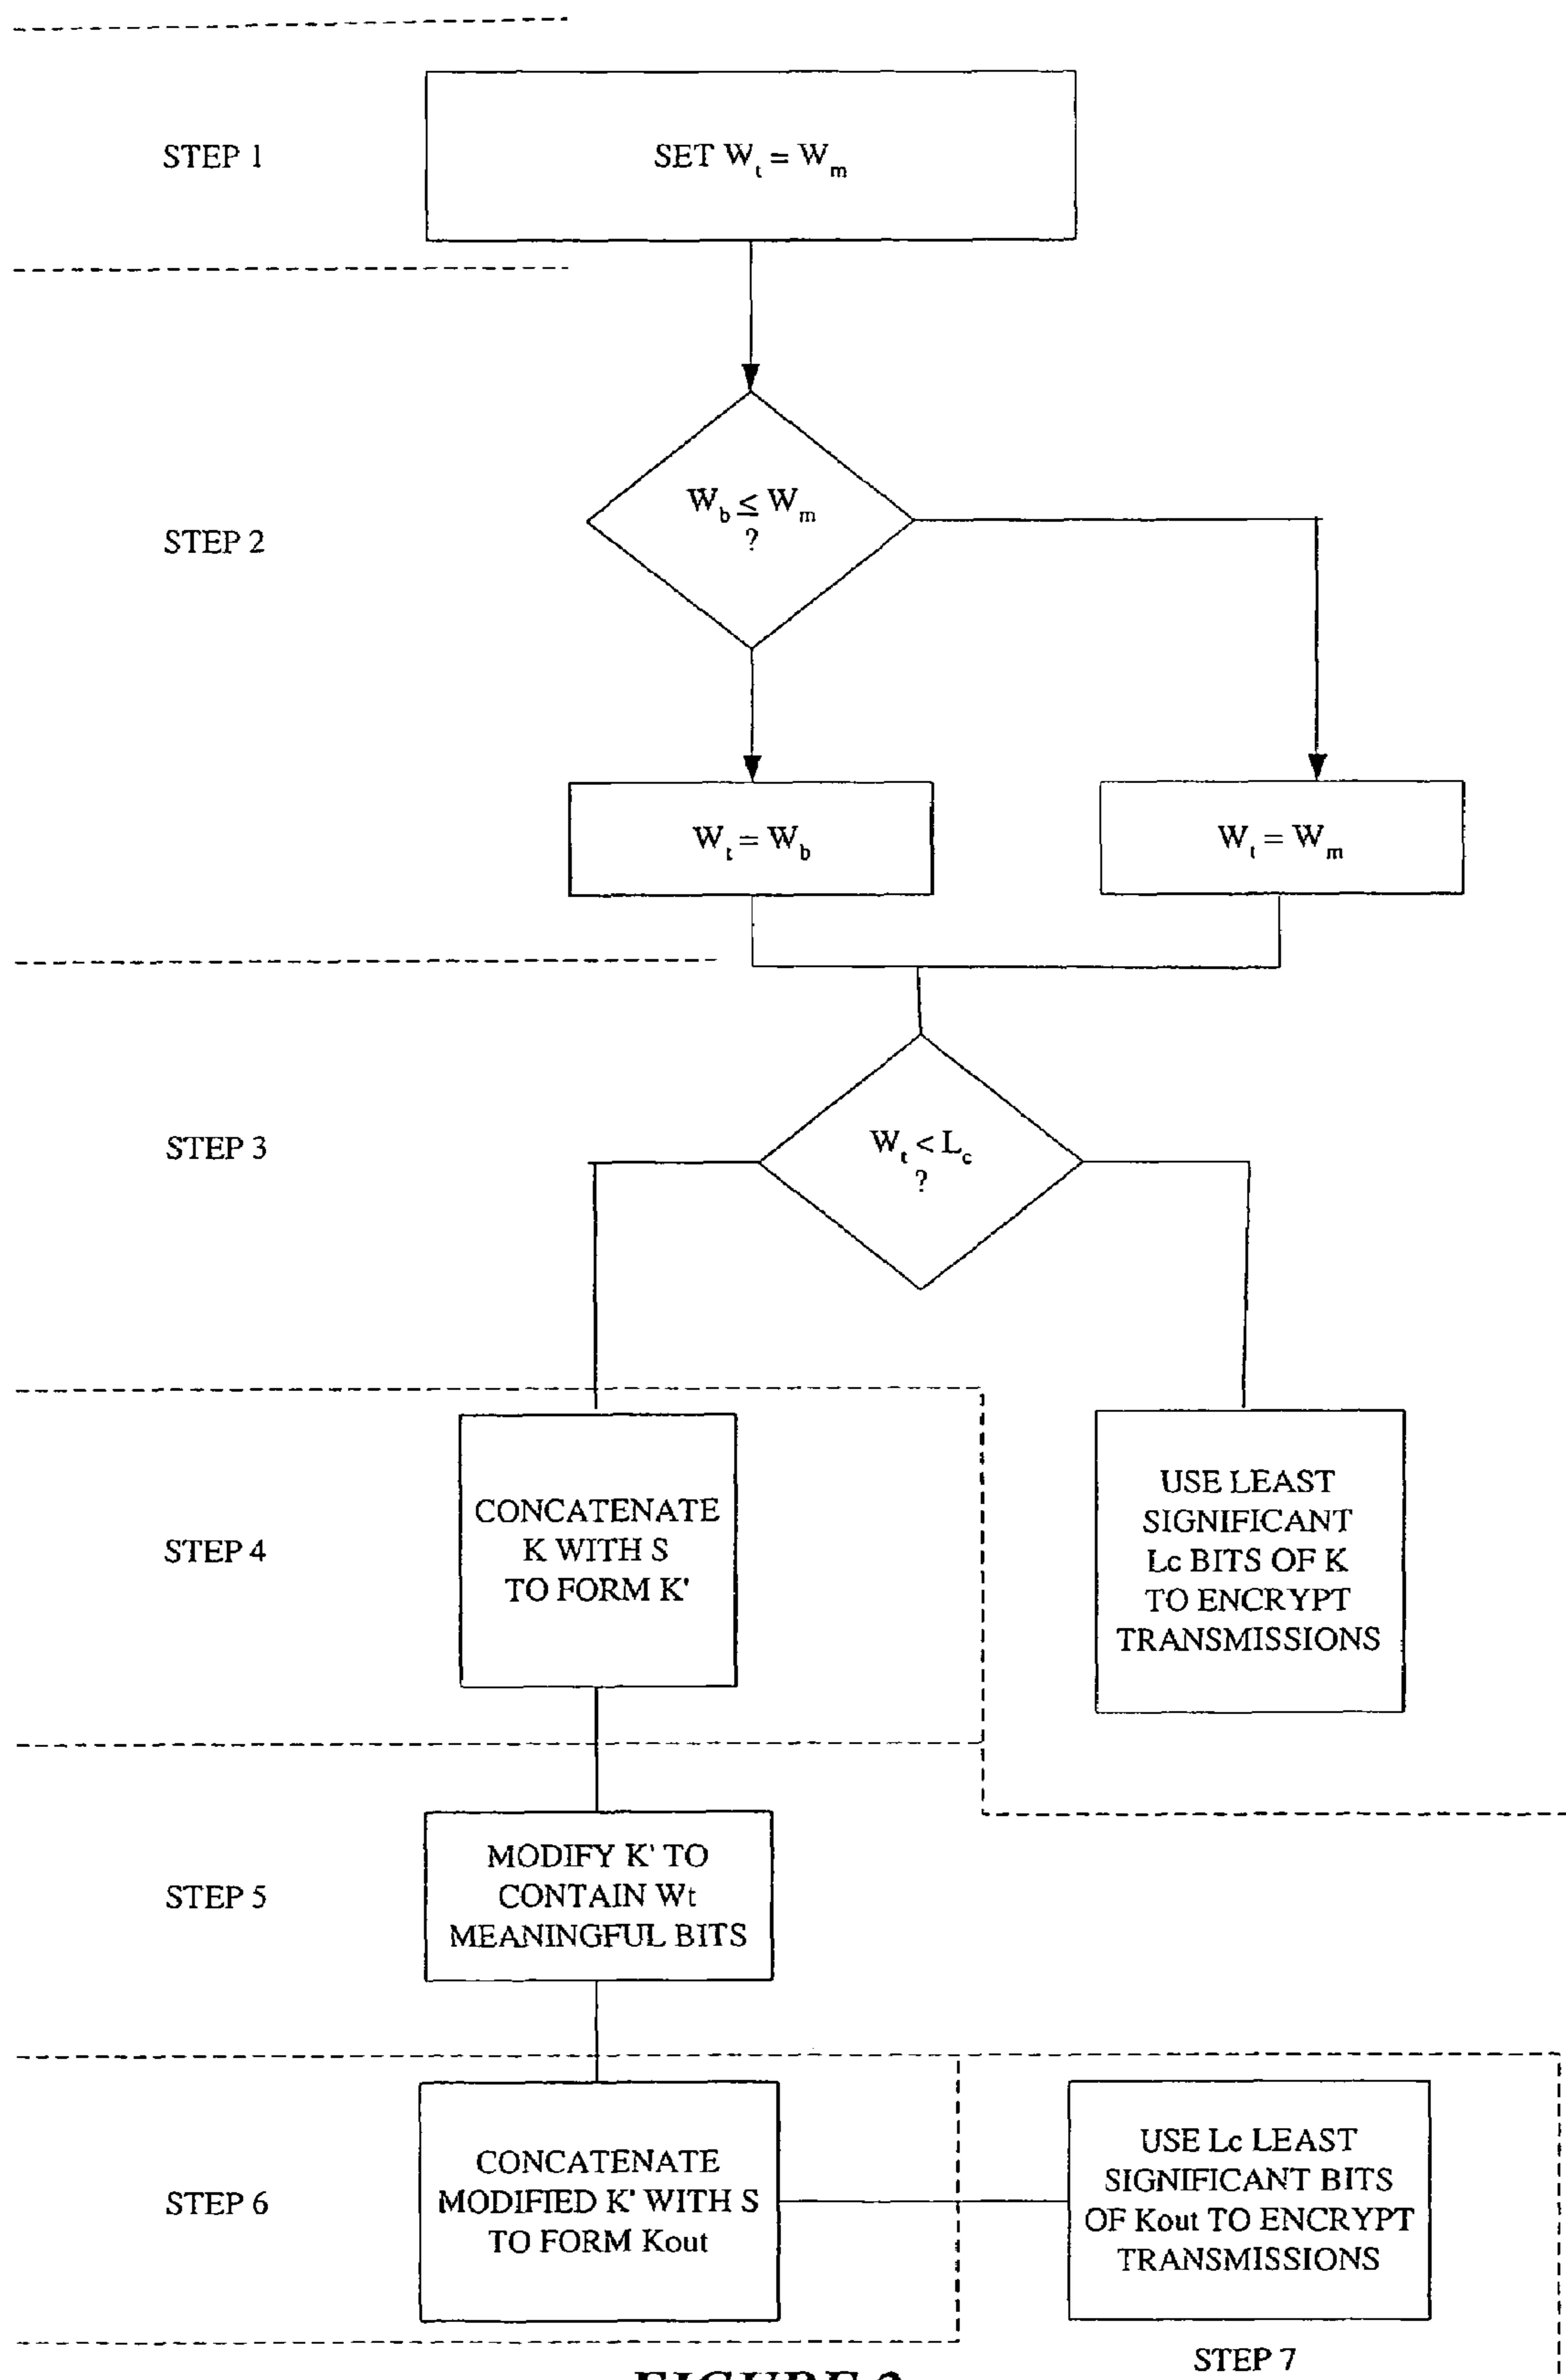 STEP 1
SET Wt = Wm
STEP 2
Wb ≤ Wm
?
Wt = Wb
Wt = Wm
STEP 3
Wt < Lc
?
STEP 4
CONCATENATE
K WITH S
TO FORM K'
USE LEAST
SIGNIFICANT
Lc BITS OF K
TO ENCRYPT
TRANSMISSIONS
STEP 5
MODIFY K' TO
CONTAIN Wt
MEANINGFUL BITS
STEP 6
CONCATENATE
MODIFIED K' WITH S
TO FORM Kout
USE Lc LEAST
SIGNIFICANT BITS
OF Kout TO ENCRYPT
TRANSMISSIONS
STEP 7
FIGURE